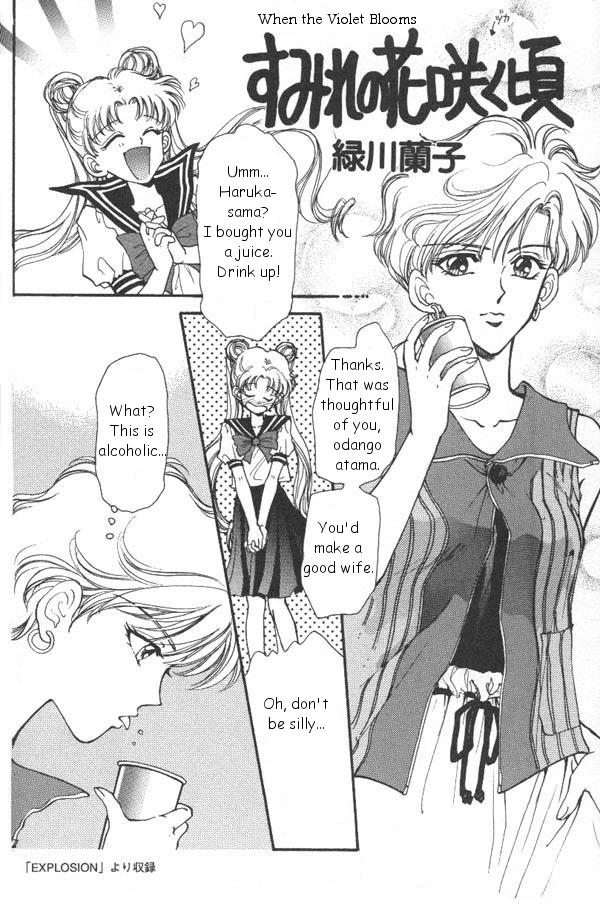 When the Violet Blooms
ヅカ
すみれの花咲く頃
緑川蘭子
Umm...
Haruka-
sama?
I bought you
a juice.
Drink up!
Thanks.
That was
thoughtful
of you,
odango
atama.
You'd
make a
good wife.
Oh, don't
be silly...
What?
This is
alcoholic...
「EXPLOSION」より収録